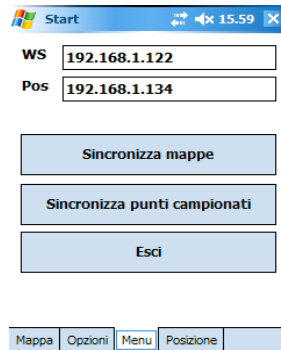 Start 15.59
WS 192.168.1.122
Pos 192.168.1.134
Sincronizza mappe
Sincronizza punti campionati
Esci
Mappa Opzioni Menu Posizione